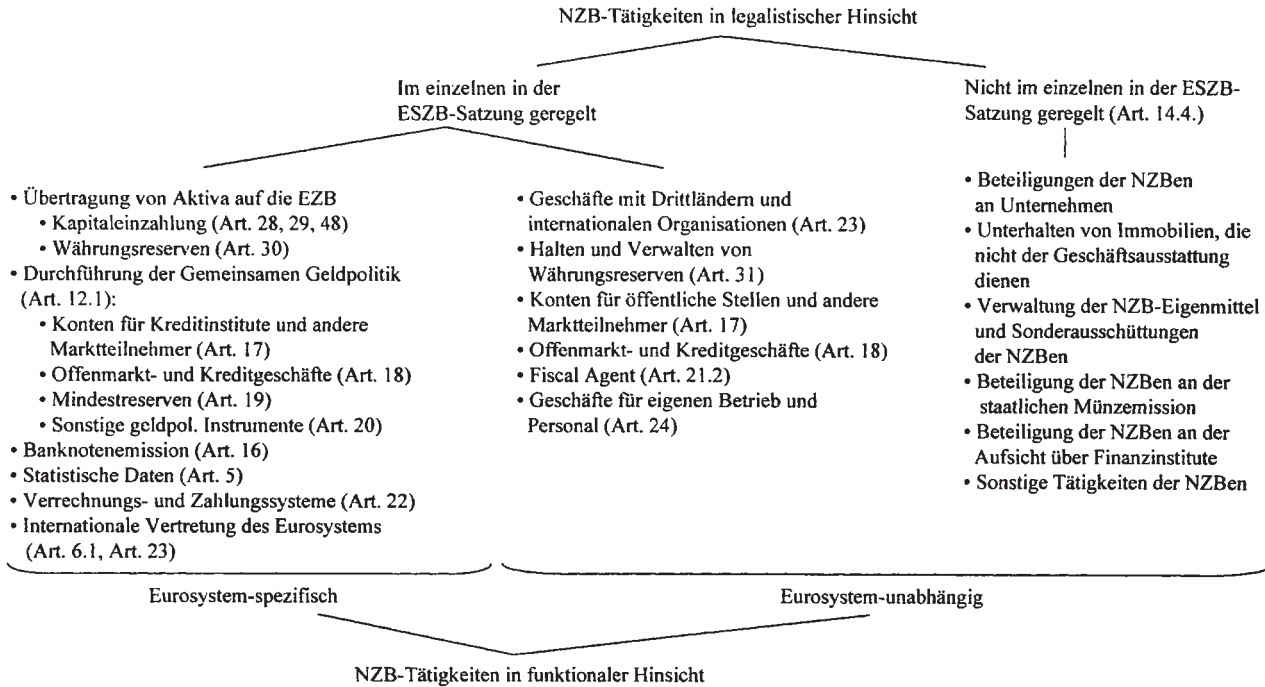 NZB-Tätigkeiten in legalistischer Hinsicht
Im einzelnen in der
ESZB-Satzung geregelt
Nicht im einzelnen in der ESZB-
Satzung geregelt (Art. 14.4.)
• Übertragung von Aktiva auf die EZB
• Kapitaleinzahlung (Art. 28, 29, 48)
• Währungsreserven (Art. 30)
• Durchführung der Gemeinsamen Geldpolitik
(Art. 12.1):
• Konten für Kreditinstitute und andere
Marktteilnehmer (Art. 17)
• Offenmarkt- und Kreditgeschäfte (Art. 18)
• Mindestreserven (Art. 19)
• Sonstige geldpol. Instrumente (Art. 20)
• Banknotenemission (Art. 16)
• Statistische Daten (Art. 5)
• Verrechnungs- und Zahlungssysteme (Art. 22)
• Internationale Vertretung des Eurosystems
(Art. 6.1, Art. 23)
• Geschäfte mit Drittländern und
internationalen Organisationen (Art. 23)
• Halten und Verwalten von
Währungsreserven (Art. 31)
• Konten für öffentliche Stellen und andere
Marktteilnehmer (Art. 17)
• Offenmarkt- und Kreditgeschäfte (Art. 18)
• Fiscal Agent (Art. 21.2)
• Geschäfte für eigenen Betrieb und
Personal (Art. 24)
• Beteiligungen der NZBen
an Unternehmen
• Unterhalten von Immobilien, die
nicht der Geschäftsausstattung
dienen
• Verwaltung der NZB-Eigenmittel
und Sonderausschüttungen
der NZBen
• Beteiligung der NZBen an der
staatlichen Münzemission
• Beteiligung der NZBen an der
Aufsicht über Finanzinstitute
• Sonstige Tätigkeiten der NZBen
Eurosystem-spezifisch
Eurosystem-unabhängig
NZB-Tätigkeiten in funktionaler Hinsicht